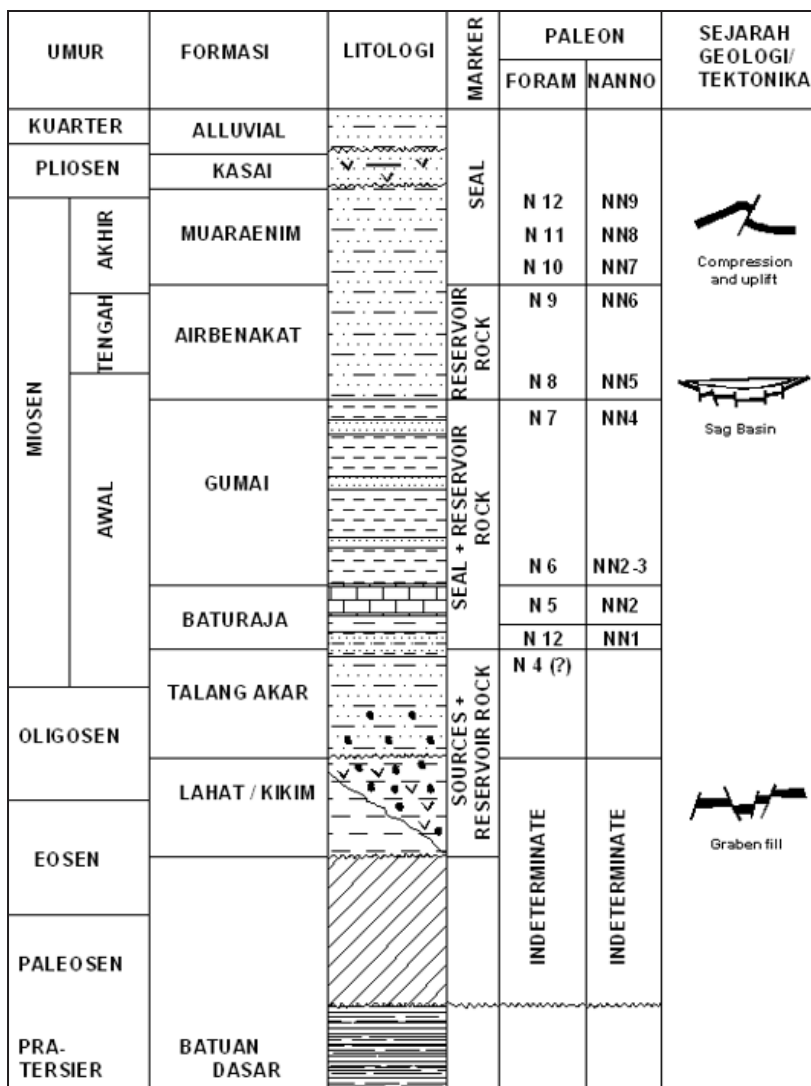 UMUR
FORMASI
LITOLOGI
MARKER
PALEON
FORAM
NANNO
SEJARAH
GEOLOGI/
TEKTONIKA
KUARTER
PLIOSEN
MIOSEN
AKHIR
TENGAH
AWAL
OLIGOSEN
EOSEN
PALEOSEN
PRA-
TERSIER
ALLUVIAL
KASAI
MUARAENIM
AIRBENAKAT
GUMAI
BATURAJA
TALANG AKAR
LAHAT / KIKIM
BATUAN
DASAR
SEAL
RESERVOIR
ROCK
SEAL + RESERVOIR
ROCK
SOURCES +
RESERVOIR ROCK
N 12 NN9
N 11 NN8
N 10 NN7
N 9 NN6
N 8 NN5
N 7 NN4
N 6 NN2-3
N 5 NN2
N 12 NN1
N 4 (?)
INDETERMINATE
INDETERMINATE
Compression
and uplift
Sag Basin
Graben fill